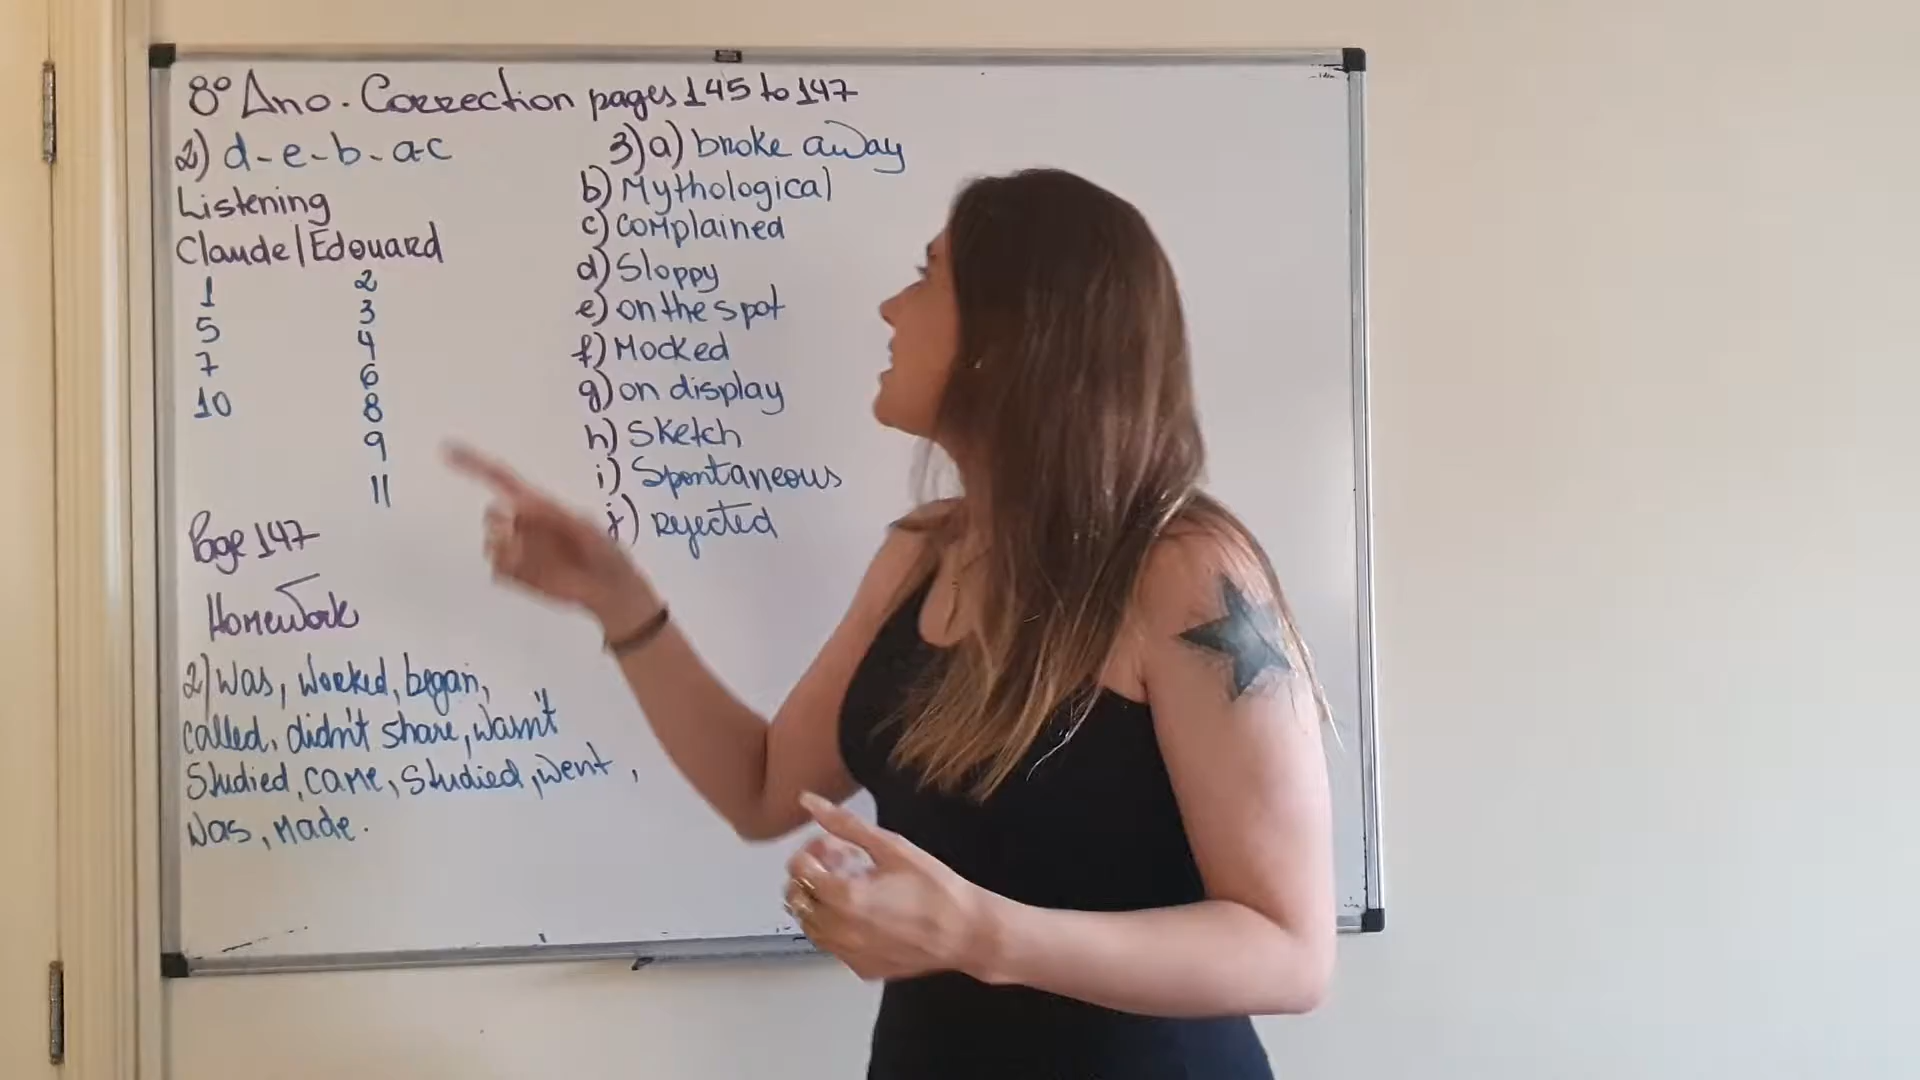 8º Ano. Correction pages 145 to 147
2) d-e-b-a-c
Listening
Claude/Édouard
1
5
7
10
2
3
4
6
8
9
11
Page 147
Homework
2) Was, worked, began,
called, didn't share, wasn't
studied, came, studied, went,
was, made.
3) a) broke away
b) Mythological
c) complained
d) Sloppy
e) on the spot
f) Mocked
g) on display
h) Sketch
i) Spontaneous
j) Rejected